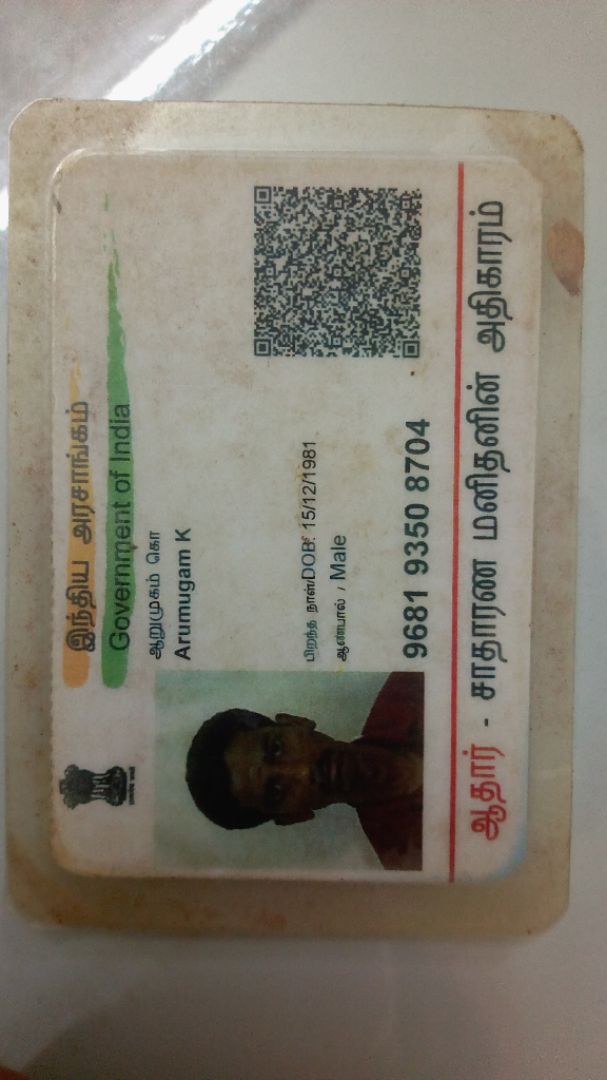 இந்திய அரசாங்கம்
Government of India
ஆறுமுகம் கொ
Arumugam K
பிறந்த நாள்/DOB: 15/12/1981
ஆண்பால் / Male
9681 9350 8704
ஆதார் - சாதாரண மனிதனின் அதிகாரம்